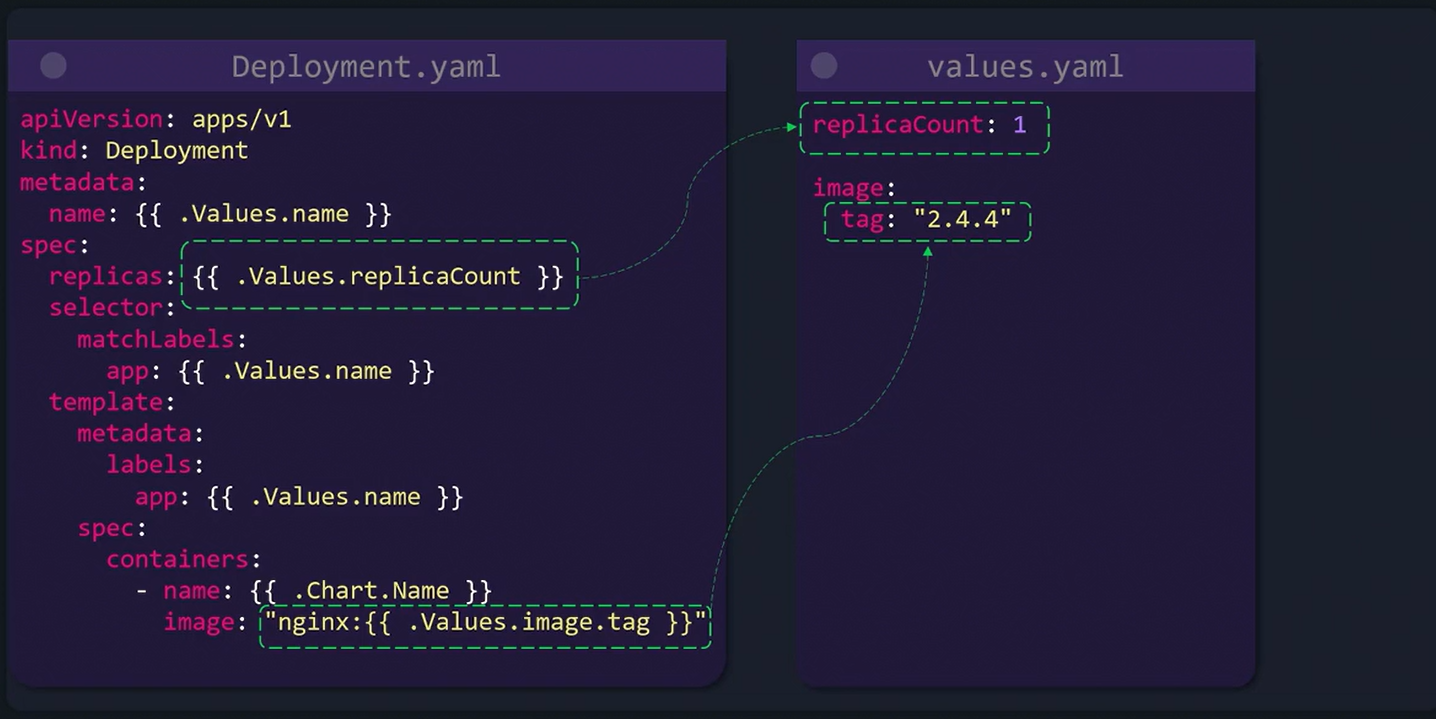 Deployment.yaml
apiVersion: apps/v1
kind: Deployment
metadata:
  name: {{ .Values.name }}
spec:
  replicas: {{ .Values.replicaCount }}
  selector:
    matchLabels:
      app: {{ .Values.name }}
  template:
    metadata:
      labels:
        app: {{ .Values.name }}
    spec:
      containers:
        - name: {{ .Chart.Name }}
          image: "nginx:{{ .Values.image.tag }}"
values.yaml
replicaCount: 1
image:
  tag: "2.4.4"